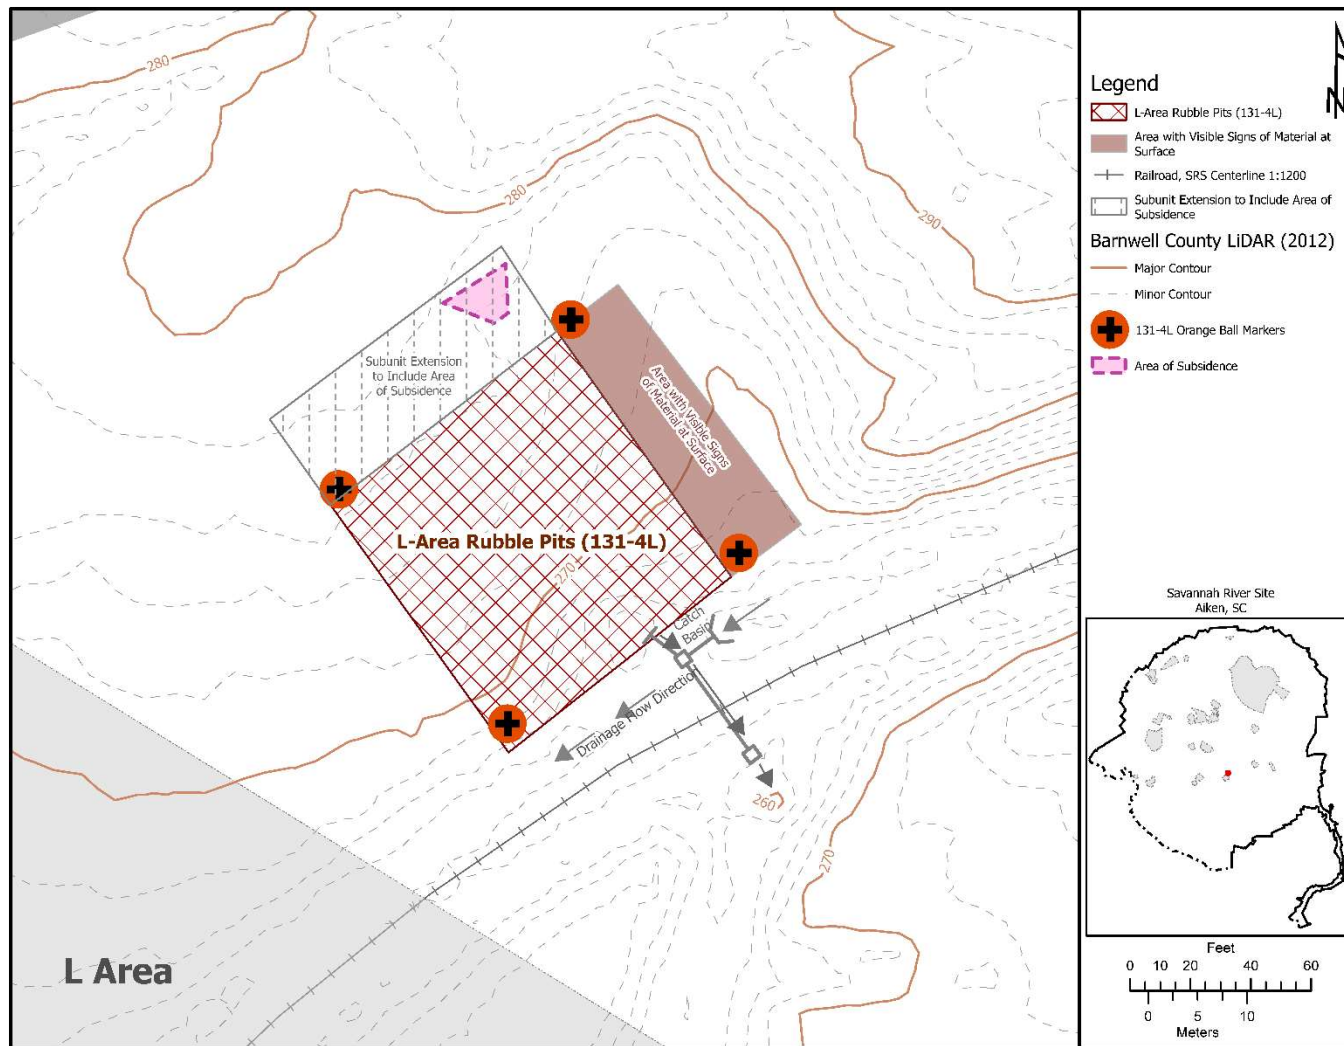 280
280
290
Subunit Extension
to Include Area
of Subsidence
Area with Visible Signs
of Material at Surface
L-Area Rubble Pits (131-4L)
270
Catch
Basin
Drainage Flow Direction
260
270
L Area
Legend
L-Area Rubble Pits (131-4L)
Area with Visible Signs of Material at
Surface
Railroad, SRS Centerline 1:1200
Subunit Extension to Include Area of
Subsidence
Barnwell County LiDAR (2012)
Major Contour
Minor Contour
131-4L Orange Ball Markers
Area of Subsidence
N
Savannah River Site
Aiken, SC
Feet
0 10 20 40 60
0 5 10
Meters